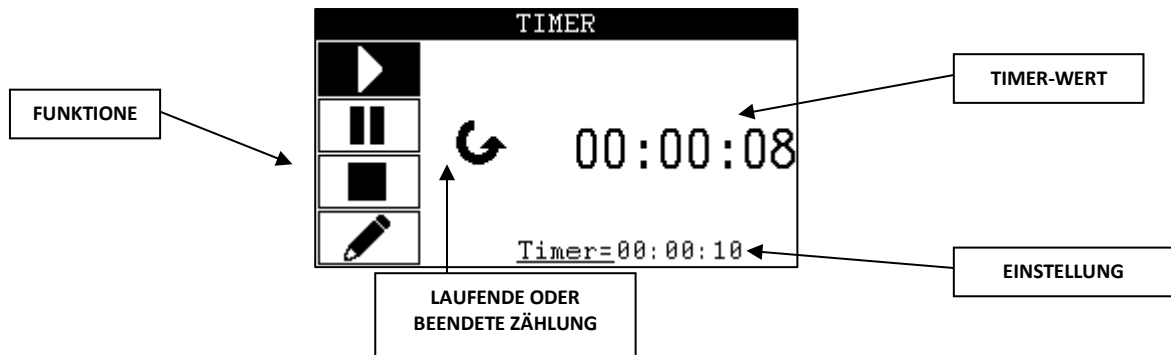 TIMER
TIMER-WERT
FUNKTIONE
00:00:08
Timer=00:00:10
EINSTELLUNG
LAUFENDE ODER
BEENDETE ZÄHLUNG